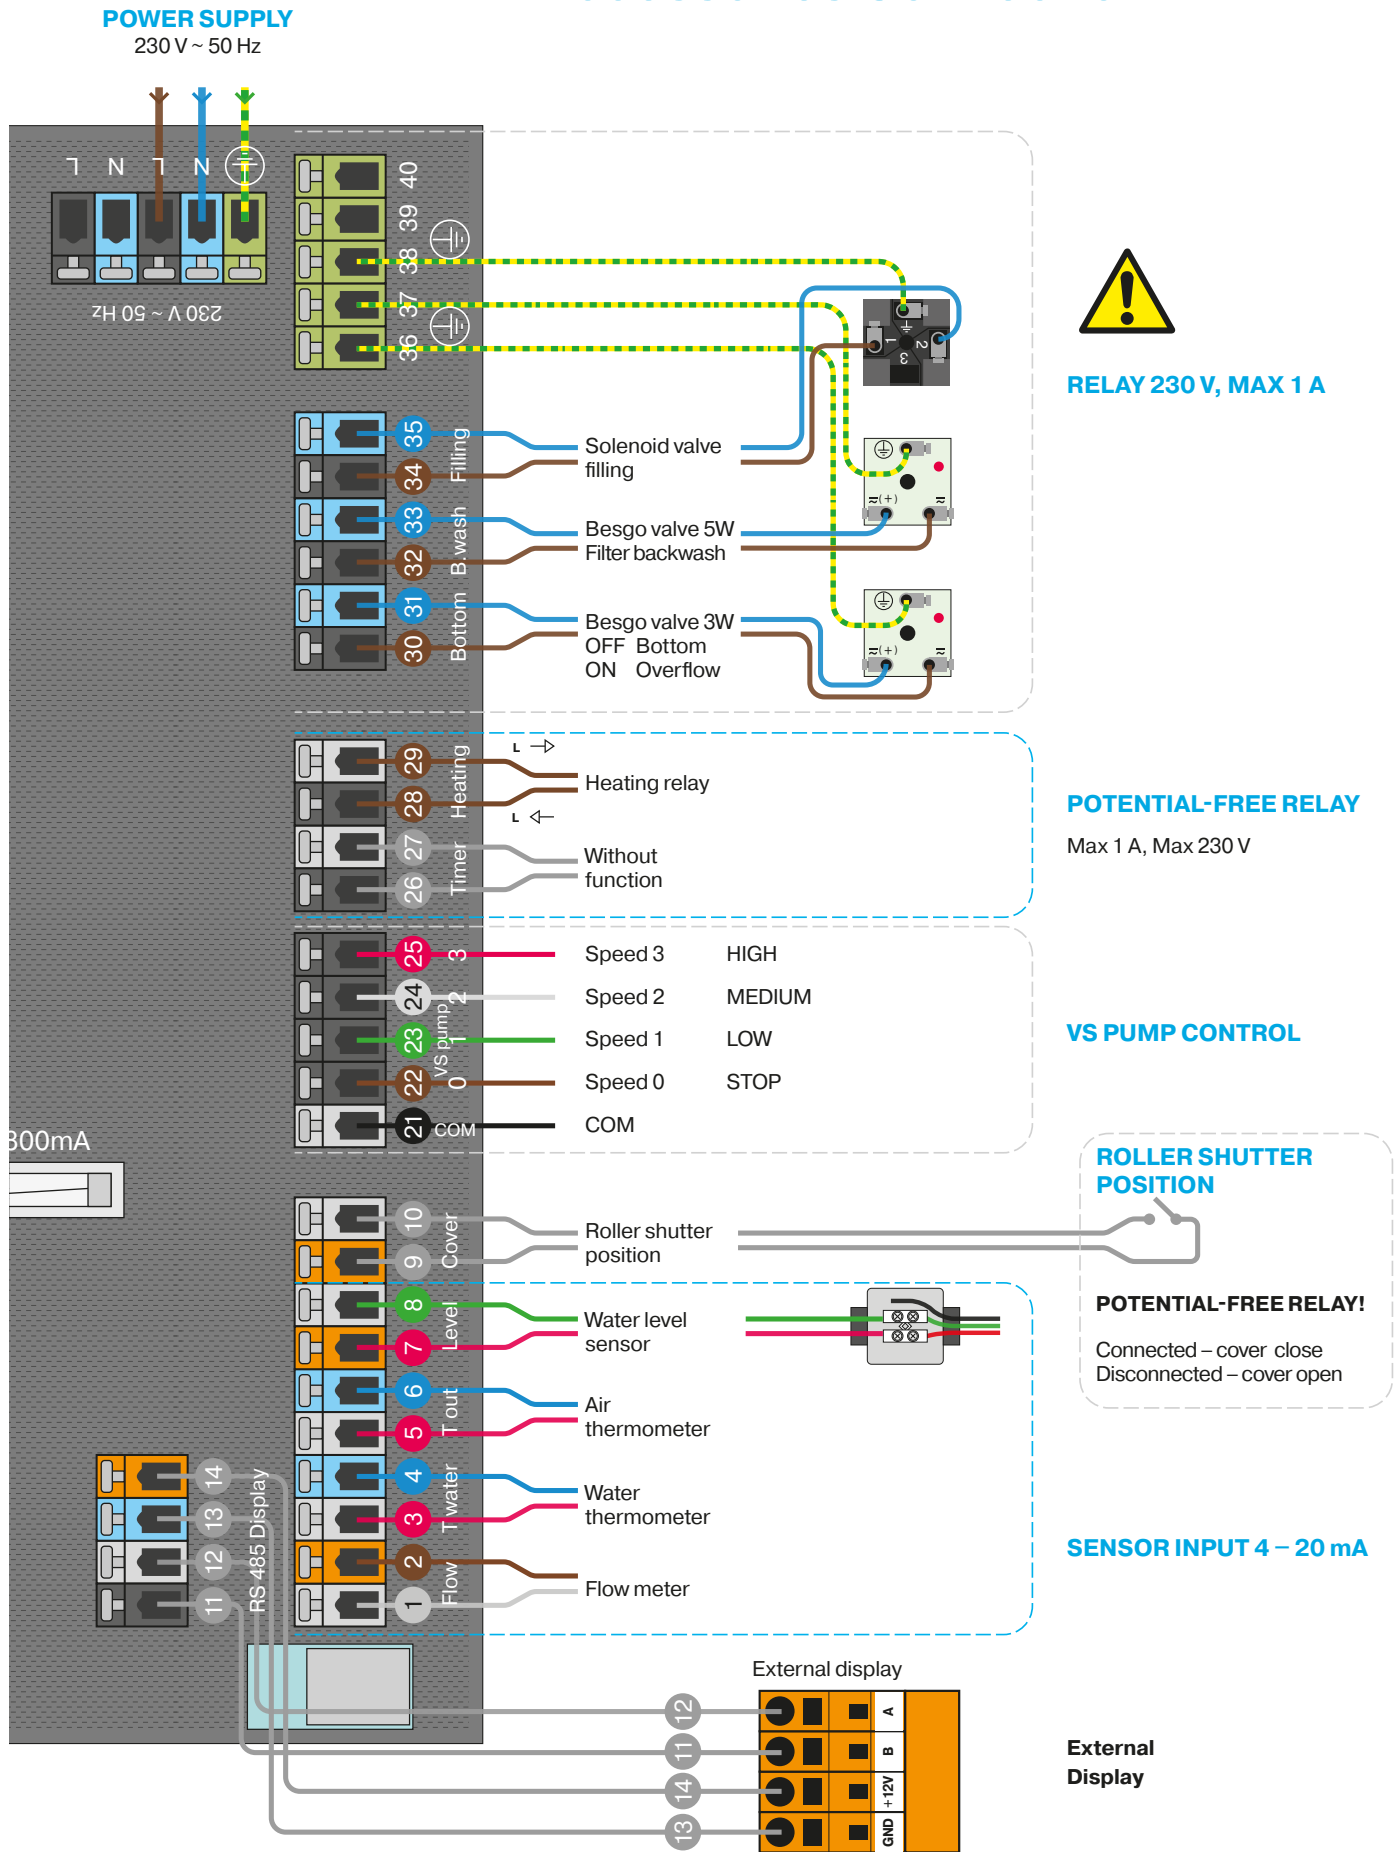 POWER SUPPLY
230 V ~ 50 Hz
L N L N
230 V ~ 50 Hz
40
39
38
37
36
1 2 3
RELAY 230 V, MAX 1 A
35
34
Filling
Solenoid valve
filling
33
32
B.wash
Besgo valve 5W
Filter backwash
≂(+) ≂
31
30
Bottom
Besgo valve 3W
OFF Bottom
ON Overflow
≂(+) ≂
29
28
Heating
L
Heating relay
L
27
26
Timer
Without
function
POTENTIAL-FREE RELAY
Max 1 A, Max 230 V
25 3 Speed 3 HIGH
24 2 Speed 2 MEDIUM
23 1 Speed 1 LOW
22 0 Speed 0 STOP
VS pump
21 COM COM
VS PUMP CONTROL
300mA
10
9
Cover
Roller shutter
position
ROLLER SHUTTER
POSITION
POTENTIAL-FREE RELAY!
Connected – cover close
Disconnected – cover open
8
7
Level
Water level
sensor
6
5
T out
Air
thermometer
4
3
T water
Water
thermometer
2
1
Flow
Flow meter
SENSOR INPUT 4 – 20 mA
14
13
12
11
RS 485 Display
External display
12 A
11 B
14 +12V
13 GND
External
Display